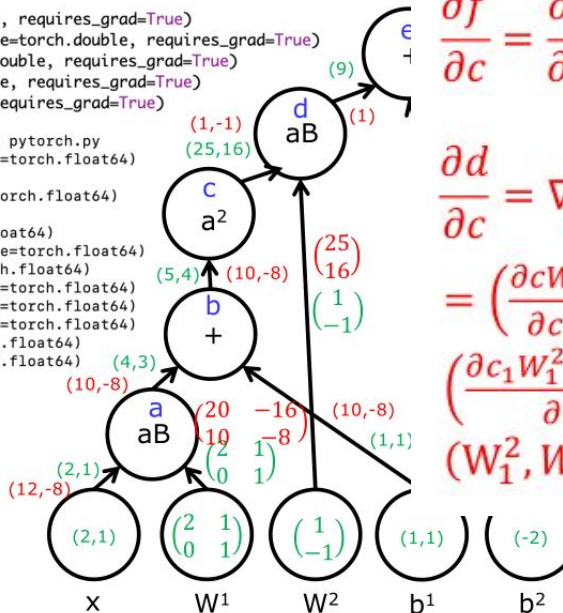 , requires_grad=True)
e=torch.double, requires_grad=True)
ouble, requires_grad=True)
e, requires_grad=True)
equires_grad=True)
pytorch.py
=torch.float64)
orch.float64)
oat64)
e=torch.float64)
h.float64)
=torch.float64)
=torch.float64)
=torch.float64)
.float64)
.float64)
e
+
(9)
(1)
d
aB
(1,-1)
(25,16)
c
a²
(25
16)
(1
-1)
(5,4)
(10,-8)
b
+
(4,3)
(10,-8)
a
aB
(20 -16
10 -8)
(2 1
0 1)
(10,-8)
(1,1)
(2,1)
(12,-8)
(2,1)
(2 1
0 1)
(1
-1)
(1,1)
(-2)
x
W¹
W²
b¹
b²
∂f
∂c
=
∂d
∂c
= (∂cW
∂c
(∂c₁W₁²
∂
(W₁², W